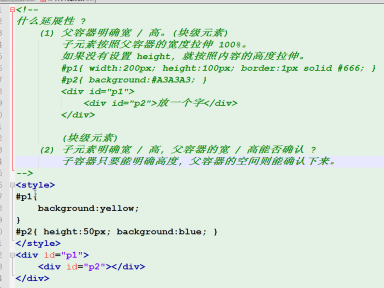 <!--
什么延展性 ?
(1) 父容器明确宽 / 高。(块级元素)
子元素按照父容器的宽度拉伸 100%。
如果没有设置 height, 就按照内容的高度拉伸。
#p1{ width:200px; height:100px; border:1px solid #666; }
#p2{ background:#A3A3A3; }
<div id="p1">
<div id="p2">放一个字</div>
</div>
(块级元素)
(2) 子元素明确宽 / 高, 父容器的宽 / 高能否确认 ?
子容器只要能明确高度, 父容器的空间则能确认下来。
-->
<style>
#p1{
background:yellow;
}
#p2{ height:50px; background:blue; }
</style>
<div id="p1">
<div id="p2"></div>
</div>